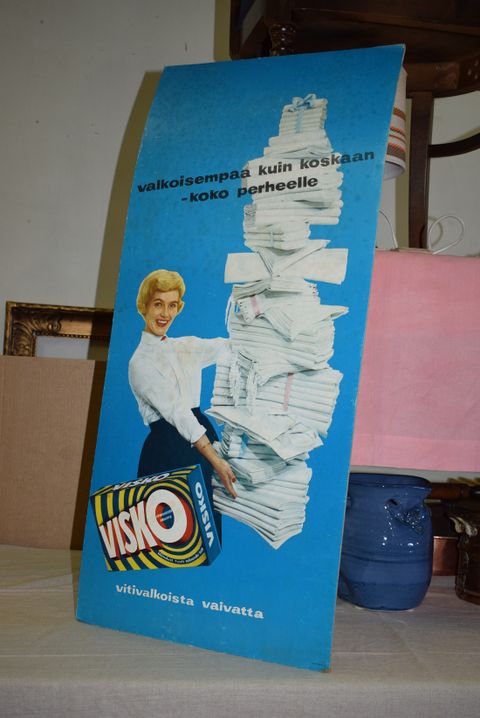 valkoisempaa kuin koskaan
-koko perheelle
VISKO
VISKO
VISKO
vitivalkoista vaivatta